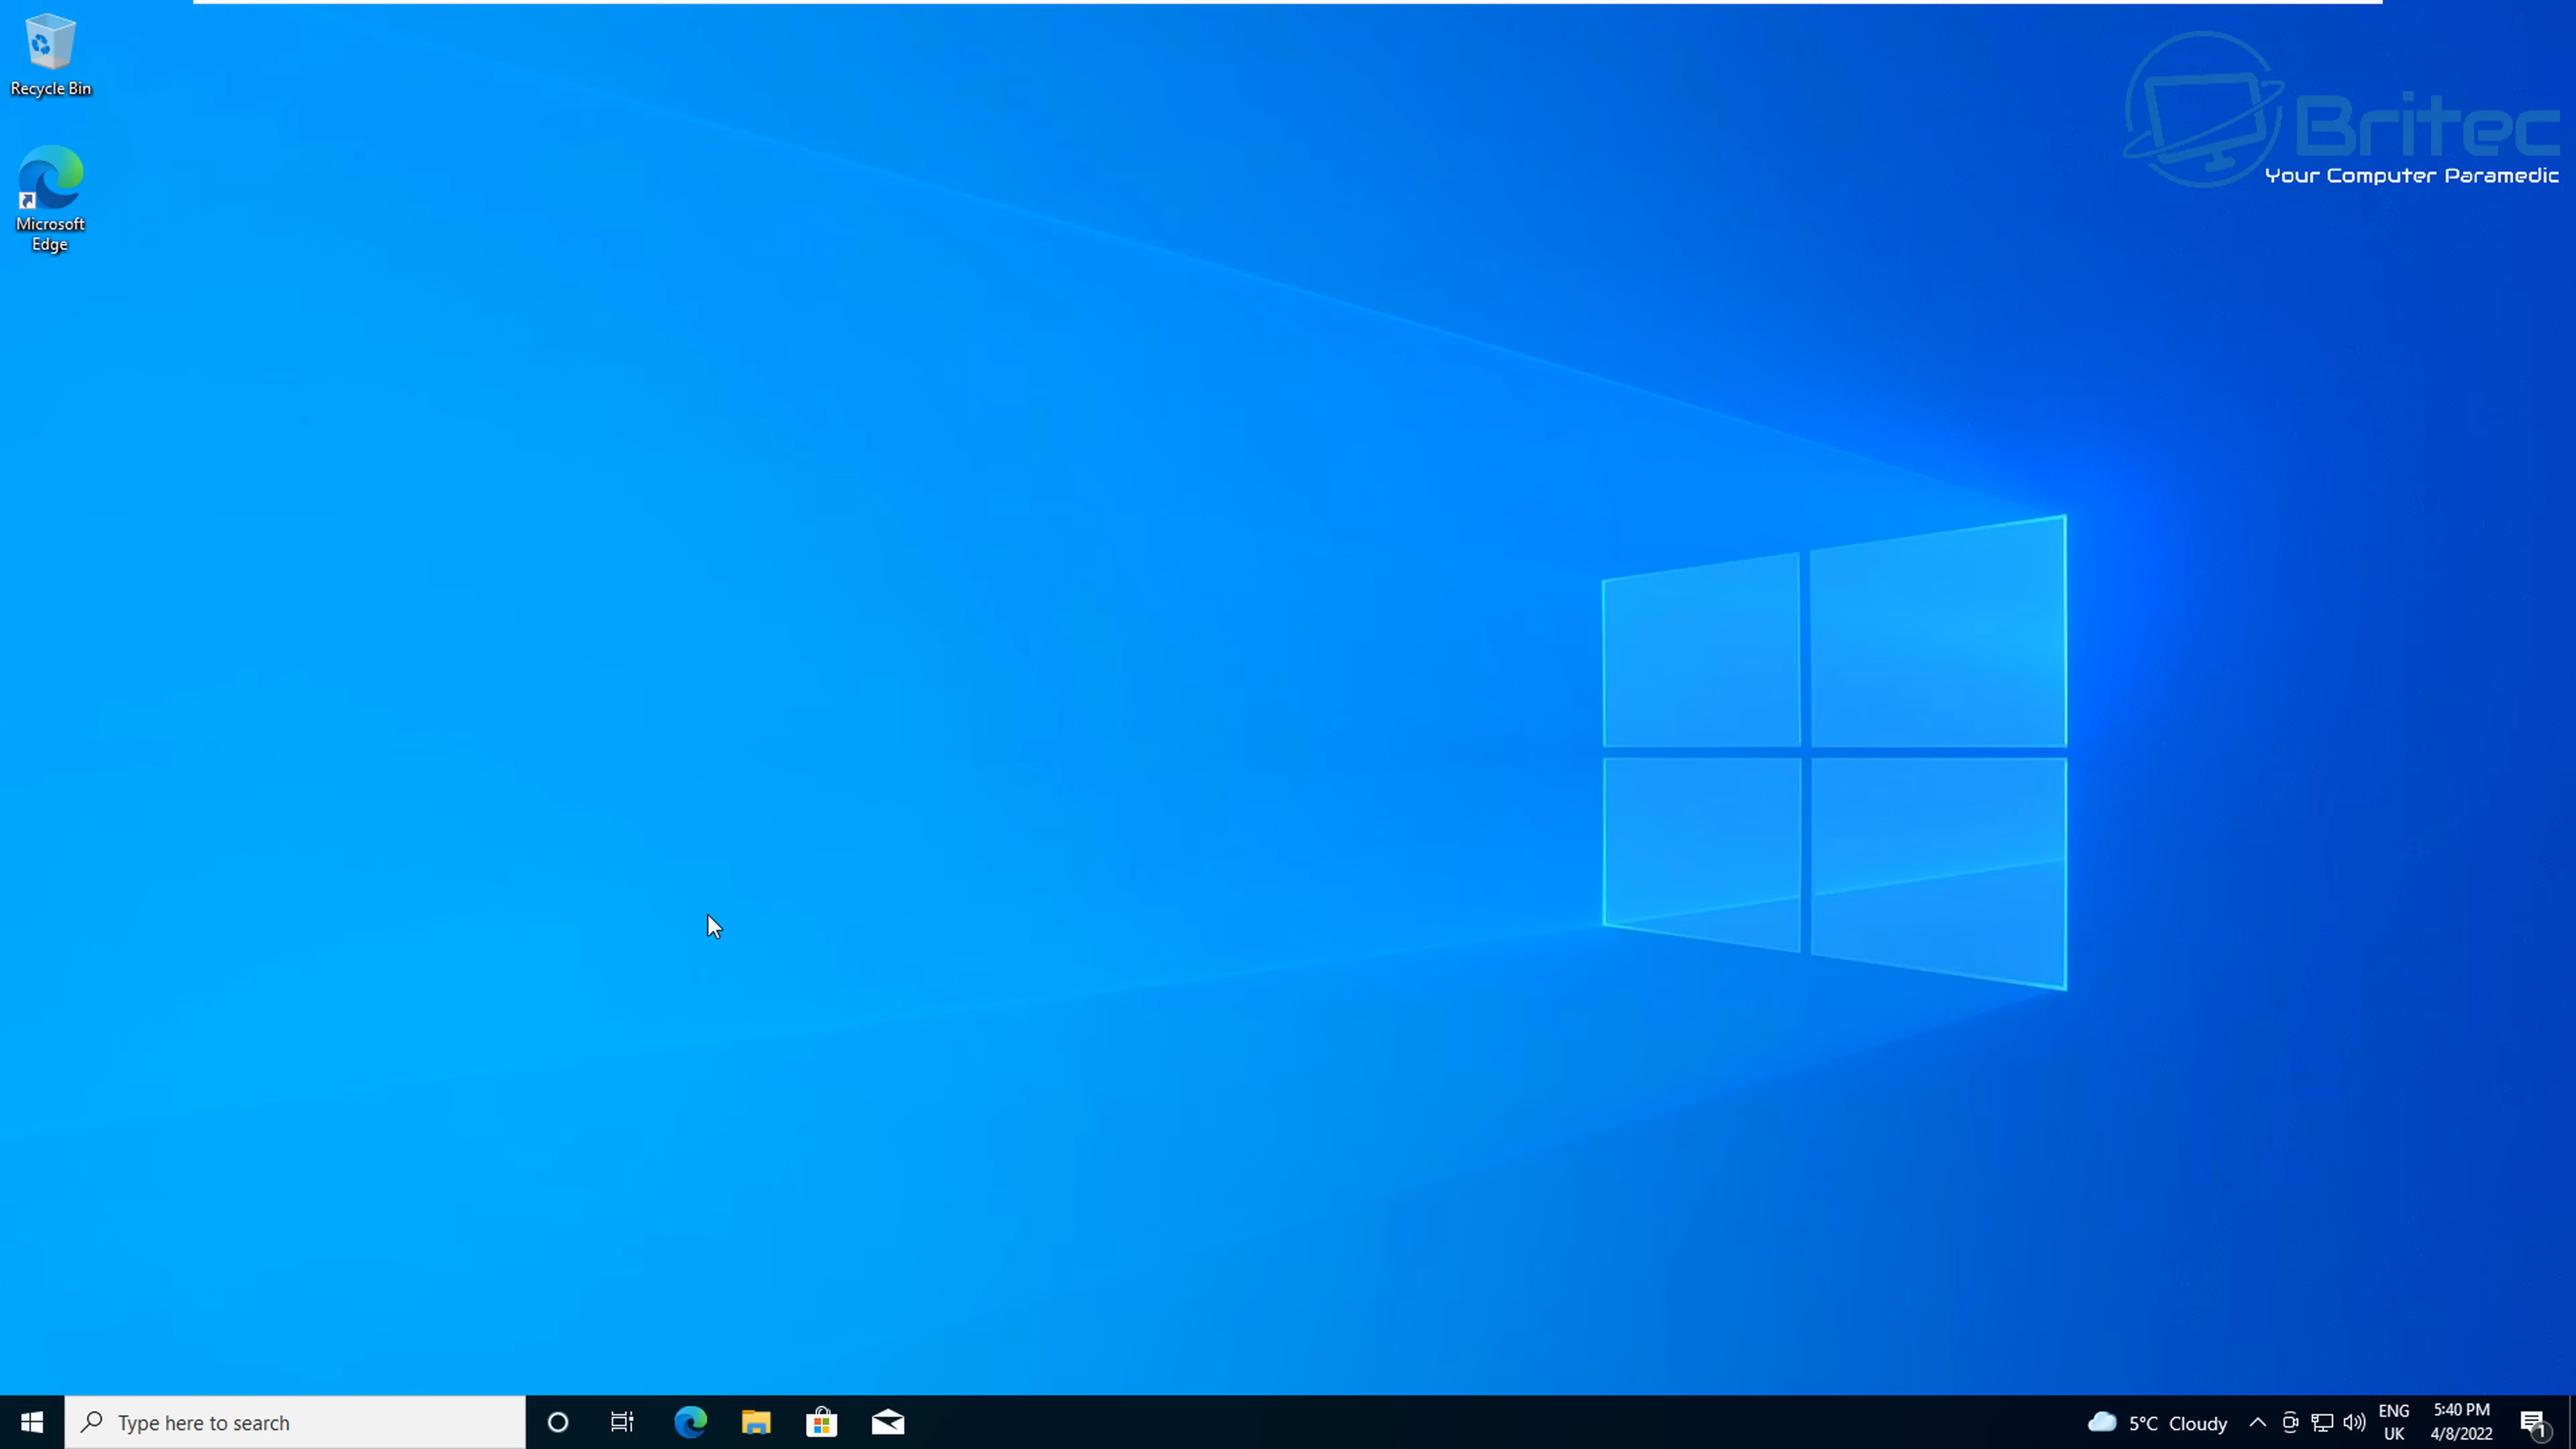 Recycle Bin
Microsoft
Edge
Britec
Your Computer Paramedic
Type here to search
5°C Cloudy
ENG
UK
5:40 PM
4/8/2022
1